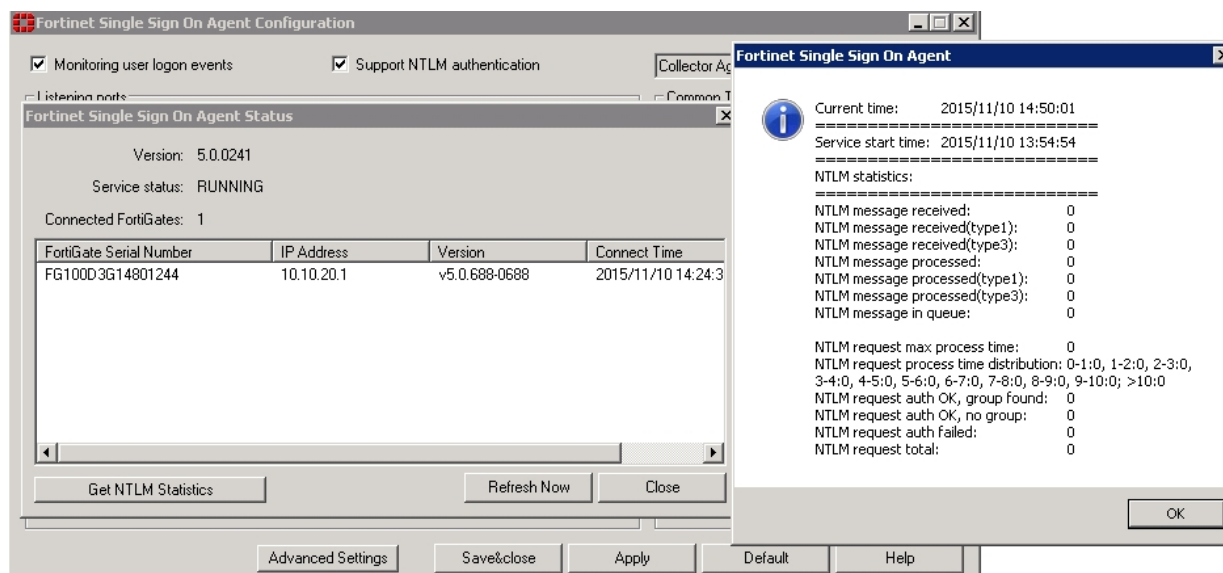 Fortinet Single Sign On Agent Configuration
Monitoring user logon events
Support NTLM authentication
Listening ports
Fortinet Single Sign On Agent Status
Version: 5.0.0241
Service status: RUNNING
Connected FortiGates: 1
FortiGate Serial Number IP Address Version Connect Time
FG100D3G14801244 10.10.20.1 v5.0.688-0688 2015/11/10 14:24:3
Get NTLM Statistics Refresh Now Close
Advanced Settings Save&close Apply Default Help
Fortinet Single Sign On Agent
Current time: 2015/11/10 14:50:01
============================
Service start time: 2015/11/10 13:54:54
============================
NTLM statistics:
============================
NTLM message received: 0
NTLM message received(type1): 0
NTLM message received(type3): 0
NTLM message processed: 0
NTLM message processed(type1): 0
NTLM message processed(type3): 0
NTLM message in queue: 0
NTLM request max process time: 0
NTLM request process time distribution: 0-1:0, 1-2:0, 2-3:0,
3-4:0, 4-5:0, 5-6:0, 6-7:0, 7-8:0, 8-9:0, 9-10:0; >10:0
NTLM request auth OK, group found: 0
NTLM request auth OK, no group: 0
NTLM request auth failed: 0
NTLM request total: 0
OK